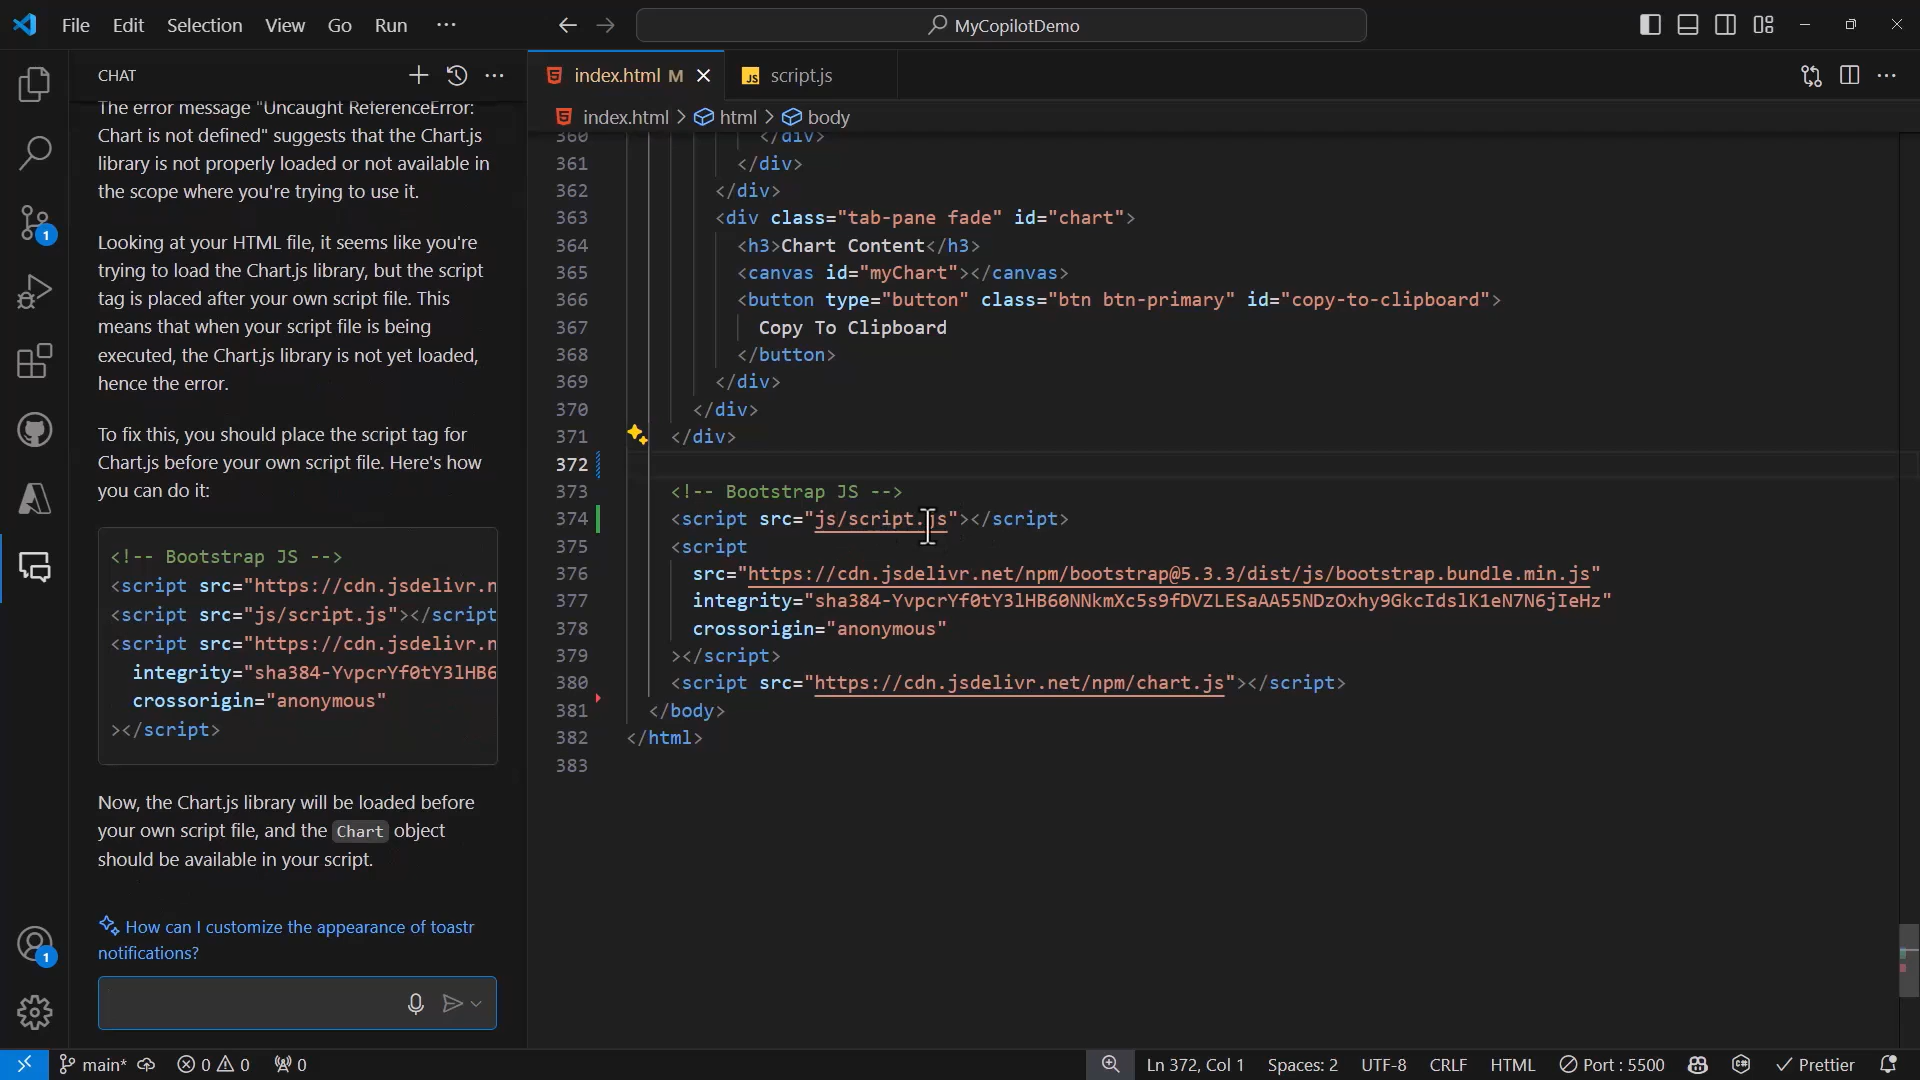 File Edit Selection View Go Run ···
MyCopilotDemo
CHAT
The error message "Uncaught ReferenceError:
Chart is not defined" suggests that the Chart.js
library is not properly loaded or not available in
the scope where you're trying to use it.
Looking at your HTML file, it seems like you're
trying to load the Chart.js library, but the script
tag is placed after your own script file. This
means that when your script file is being
executed, the Chart.js library is not yet loaded,
hence the error.
To fix this, you should place the script tag for
Chart.js before your own script file. Here's how
you can do it:
<!-- Bootstrap JS -->
<script src="https://cdn.jsdelivr.n
<script src="js/script.js"></script
<script src="https://cdn.jsdelivr.n
integrity="sha384-YvpcrYf0tY3lHB6
crossorigin="anonymous"
></script>
Now, the Chart.js library will be loaded before
your own script file, and the Chart object
should be available in your script.
How can I customize the appearance of toastr
notifications?
index.html M
JS script.js
index.html > html > body
360 </div>
361 </div>
362 </div>
363 <div class="tab-pane fade" id="chart">
364 <h3>Chart Content</h3>
365 <canvas id="myChart"></canvas>
366 <button type="button" class="btn btn-primary" id="copy-to-clipboard">
367 Copy To Clipboard
368 </button>
369 </div>
370 </div>
371 </div>
372
373 <!-- Bootstrap JS -->
374 <script src="js/script.js"></script>
375 <script
376 src="https://cdn.jsdelivr.net/npm/bootstrap@5.3.3/dist/js/bootstrap.bundle.min.js"
377 integrity="sha384-YvpcrYf0tY3lHB60NNkmXc5s9fDVZLESaAA55NDzOxhy9GkcIdslK1eN7N6jIeHz"
378 crossorigin="anonymous"
379 ></script>
380 <script src="https://cdn.jsdelivr.net/npm/chart.js"></script>
381 </body>
382 </html>
383
1
1
main* 0 0 0
Ln 372, Col 1 Spaces: 2 UTF-8 CRLF HTML Port : 5500 Prettier